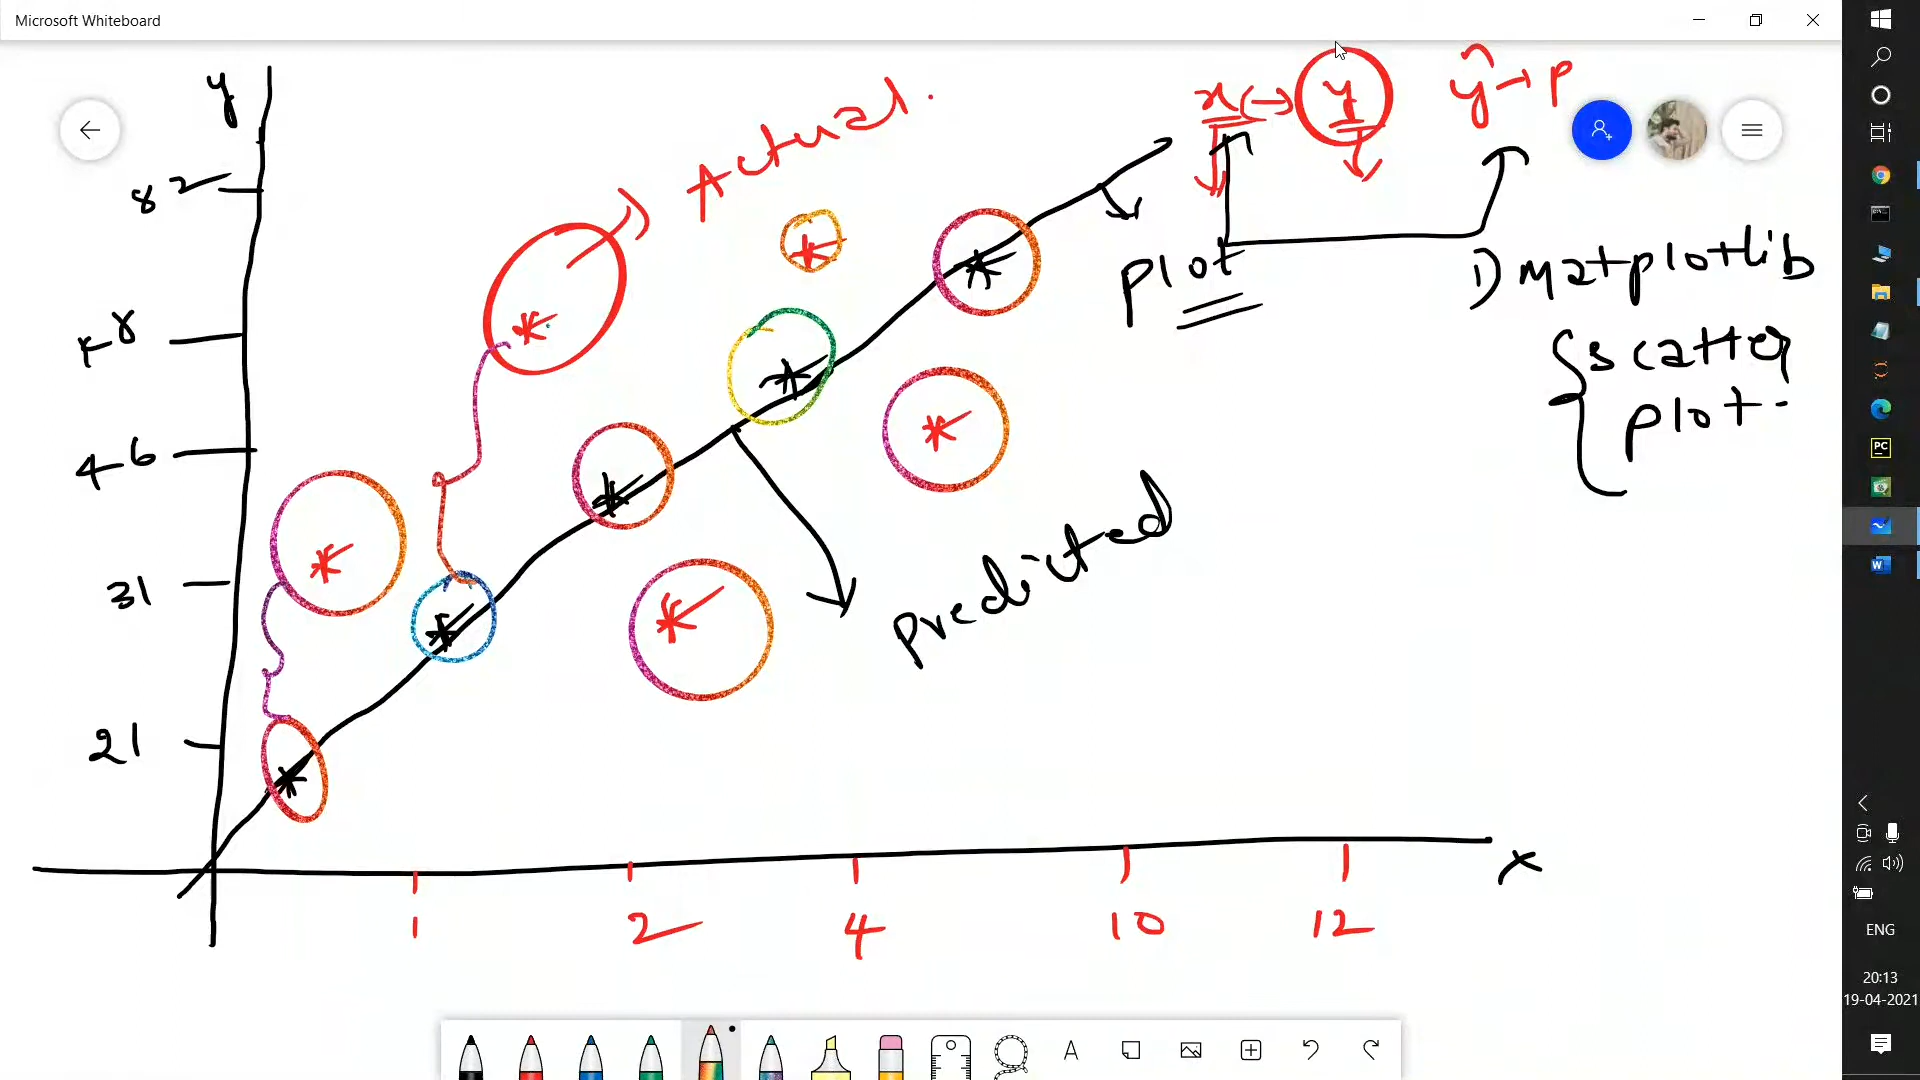 Microsoft Whiteboard
y
x ↔ y
ŷ → p
Actual.
82
plot
1) matplotlib
{scatter
plot
46
predicted
31
21
x
1
2
4
10
12
PC
W
ENG
20:13
19-04-2021
A